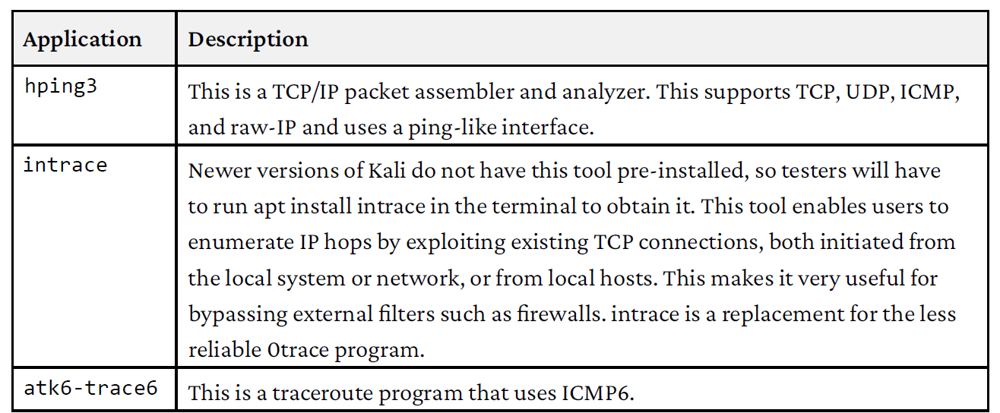 Application Description
hping3 This is a TCP/IP packet assembler and analyzer. This supports TCP, UDP, ICMP,
and raw-IP and uses a ping-like interface.
intrace Newer versions of Kali do not have this tool pre-installed, so testers will have
to run apt install intrace in the terminal to obtain it. This tool enables users to
enumerate IP hops by exploiting existing TCP connections, both initiated from
the local system or network, or from local hosts. This makes it very useful for
bypassing external filters such as firewalls. intrace is a replacement for the less
reliable 0trace program.
atk6-trace6 This is a traceroute program that uses ICMP6.